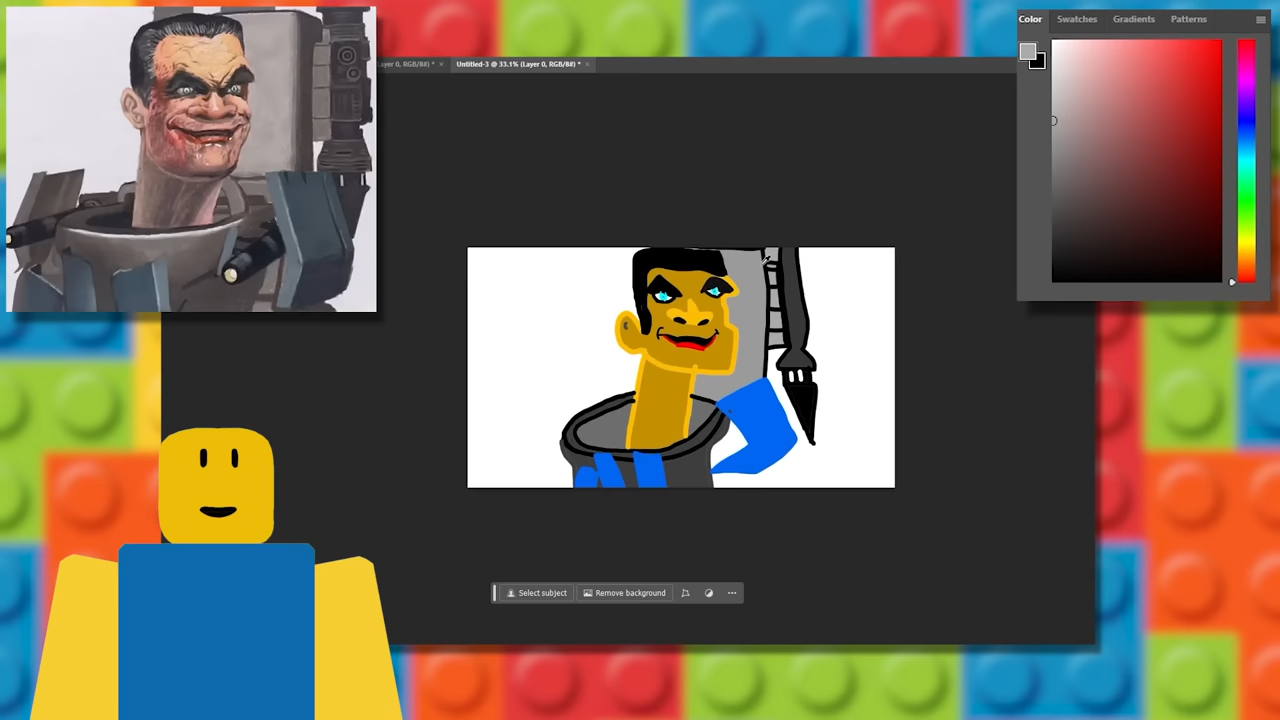 Color Swatches Gradients Patterns
ayer 0, RGB/8#) * × Untitled-3 @ 33.1% (Layer 0, RGB/8#) * ×
Select subject Remove background